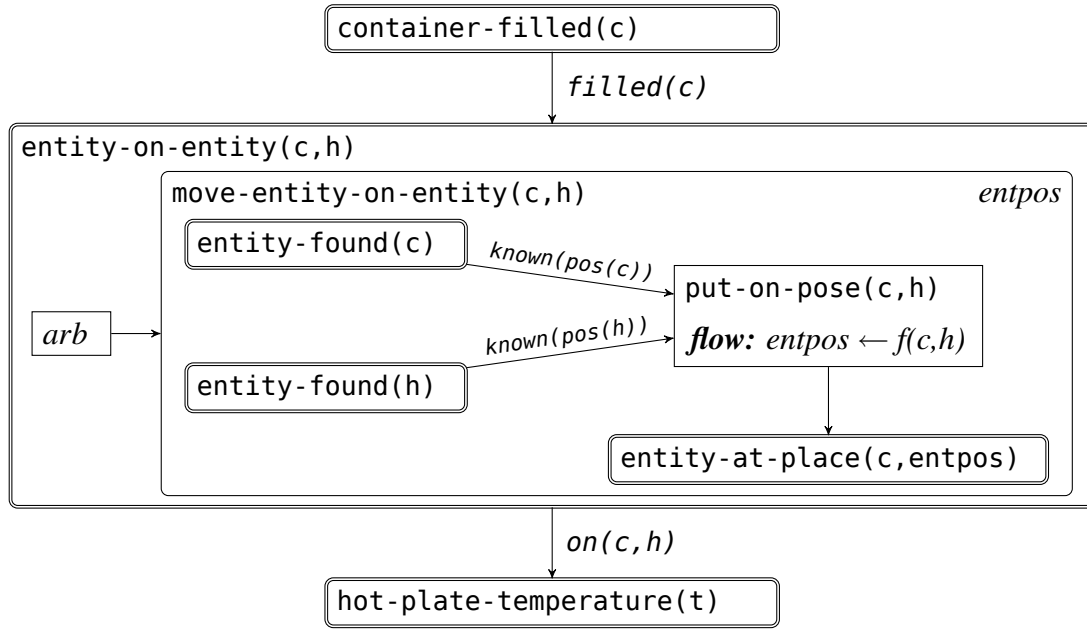 container-filled(c)
filled(c)
entity-on-entity(c,h)
move-entity-on-entity(c,h)
entpos
entity-found(c)
known(pos(c))
put-on-pose(c,h)
arb
flow: entpos ← f(c,h)
known(pos(h))
entity-found(h)
entity-at-place(c,entpos)
on(c,h)
hot-plate-temperature(t)